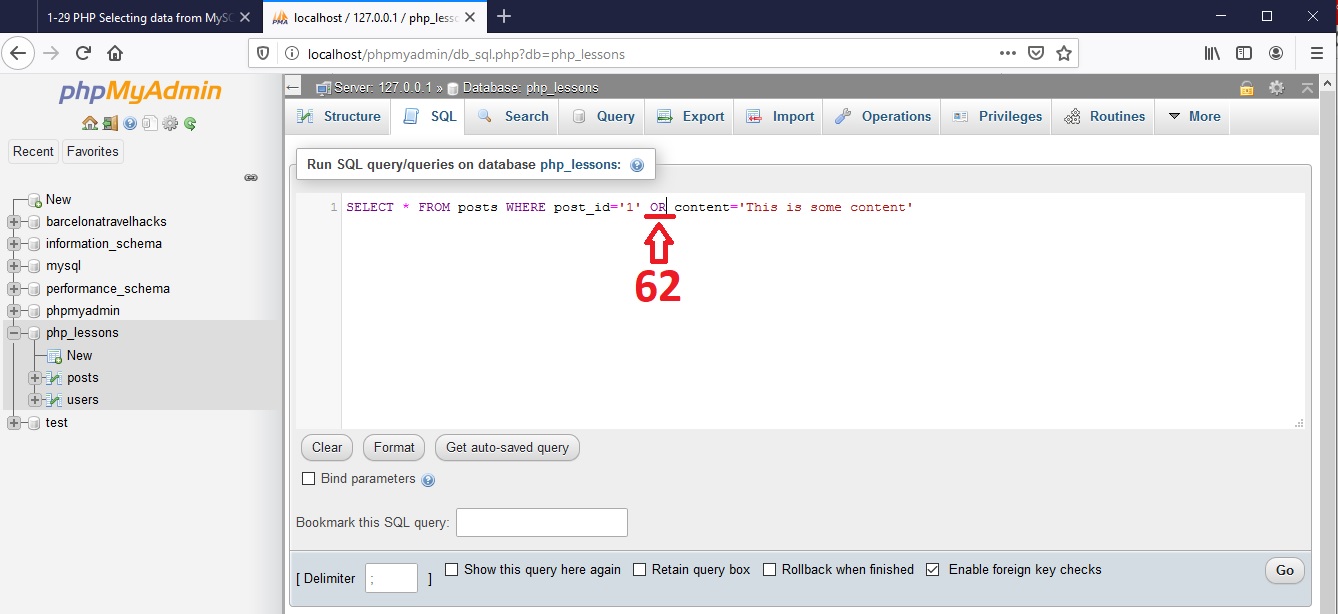 1-29 PHP Selecting data from MyS
localhost / 127.0.0.1 / php_less
localhost/phpmyadmin/db_sql.php?db=php_lessons
phpMyAdmin
Recent
Favorites
New
barcelonatravelhacks
information_schema
mysql
performance_schema
phpmyadmin
php_lessons
New
posts
users
test
Server: 127.0.0.1 » Database: php_lessons
Structure SQL Search Query Export Import Operations Privileges Routines More
Run SQL query/queries on database php_lessons:
1 SELECT * FROM posts WHERE post_id='1' OR content='This is some content'
62
Clear Format Get auto-saved query
Bind parameters
Bookmark this SQL query:
[ Delimiter ; ] Show this query here again Retain query box Rollback when finished Enable foreign key checks Go